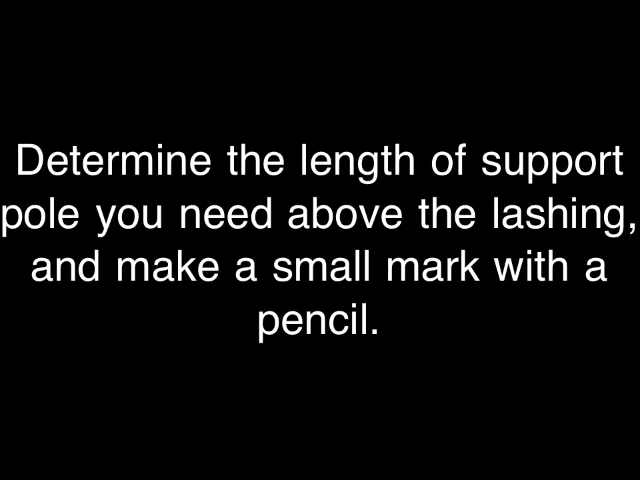 Determine the length of support
pole you need above the lashing,
and make a small mark with a
pencil.